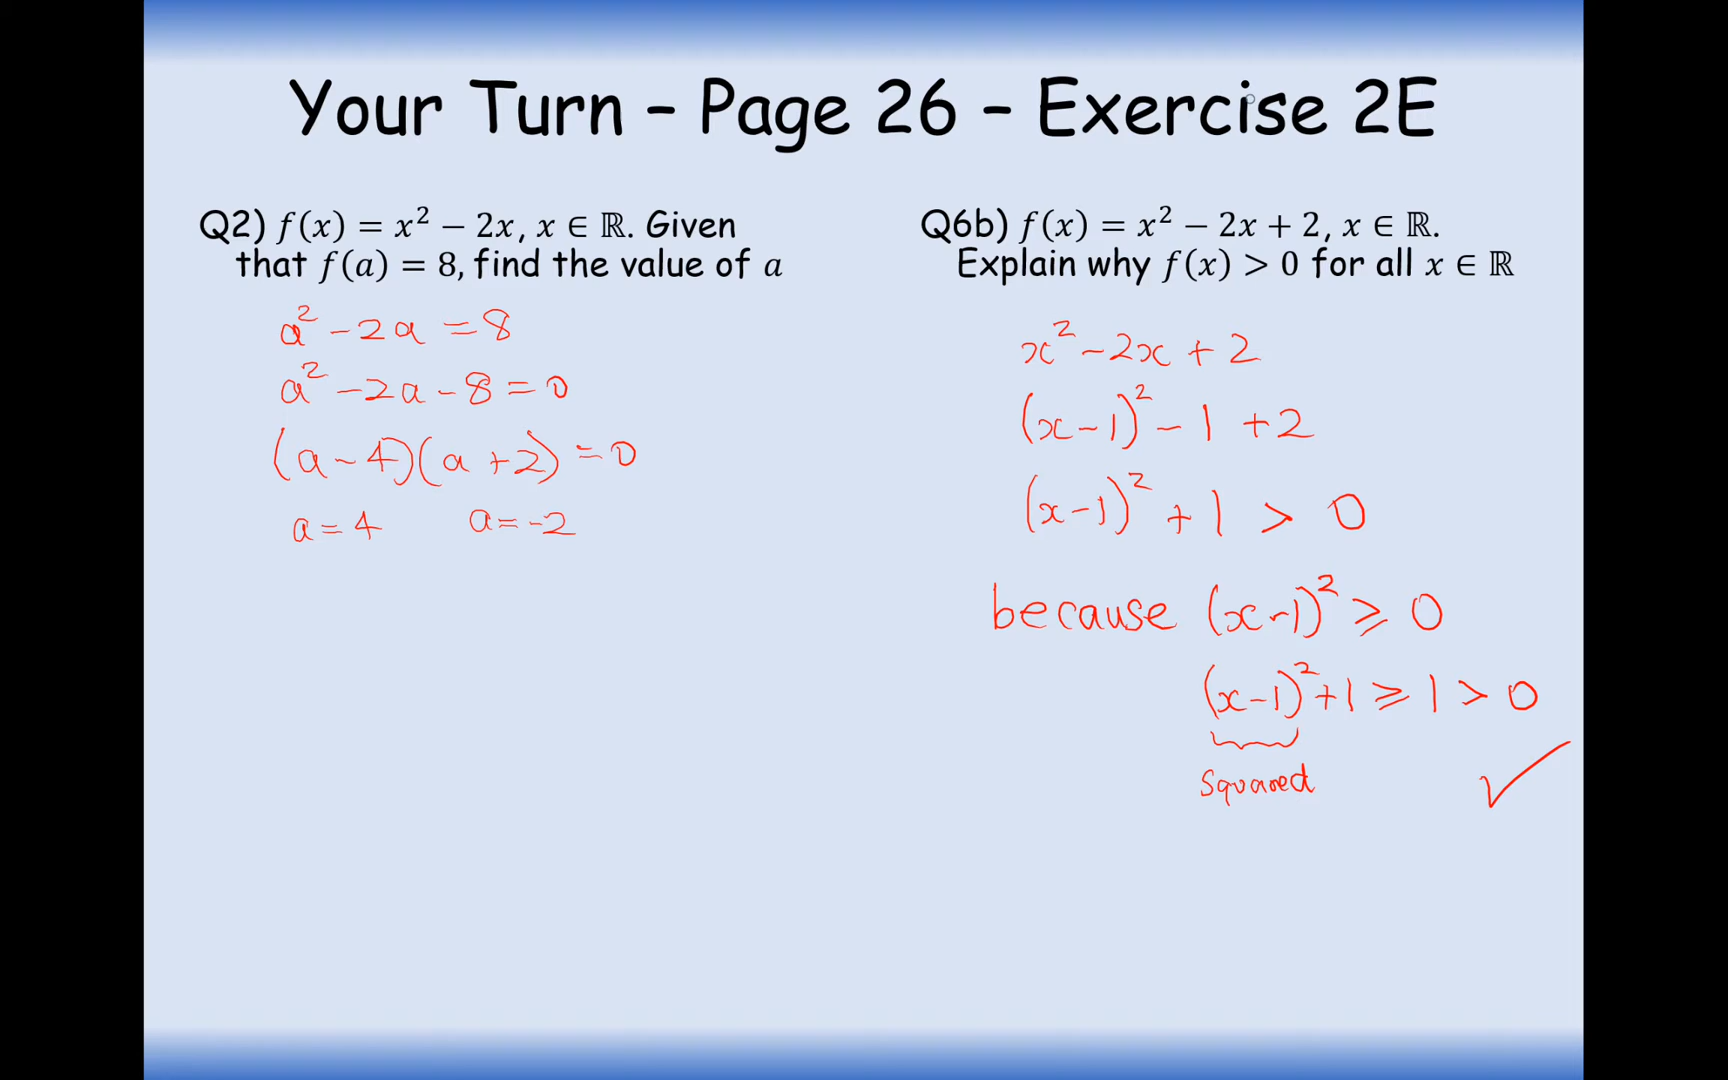 Your Turn – Page 26 – Exercise 2E
Q2) f(x) = x² − 2x, x ∈ ℝ. Given
that f(a) = 8, find the value of a
a² − 2a = 8
a² − 2a − 8 = 0
(a − 4)(a + 2) = 0
a = 4 a = −2
Q6b) f(x) = x² − 2x + 2, x ∈ ℝ.
Explain why f(x) > 0 for all x ∈ ℝ
x² − 2x + 2
(x − 1)² − 1 + 2
(x − 1)² + 1 > 0
because (x − 1)² ⩾ 0
(x − 1)² + 1 ⩾ 1 > 0
Squared